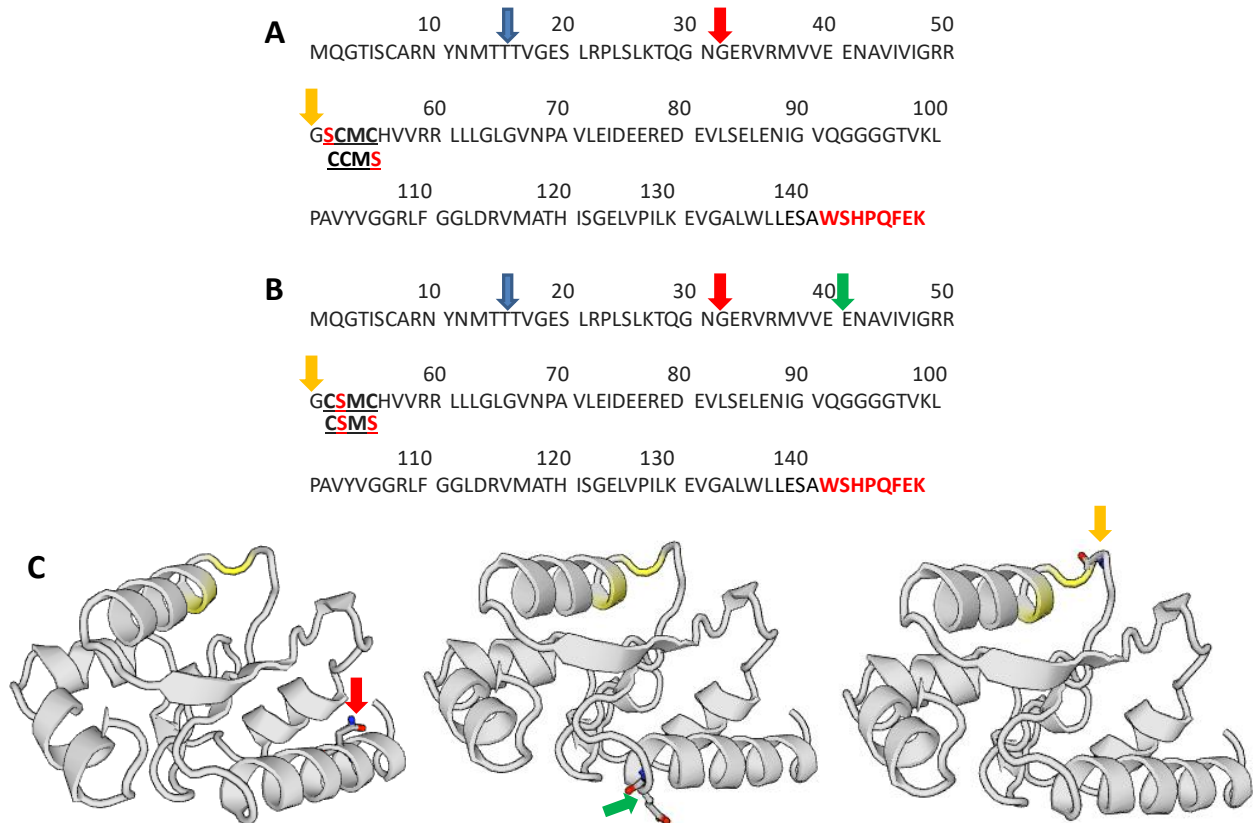 A
10 20 30 40 50
MQGTISCARN YNMTTTVGES LRPLSLKTQG NGERVRMVVE ENAVIVIGRR
60 70 80 90 100
GSCMCHVVRR LLLGLGVNPA VLEIDEERED EVLSELENIG VQGGGGTVKL
CCMS
110 120 130 140
PAVYVGGRLF GGLDRVMATH ISGELVPILK EVGALWLLESAWSHPQFEK
B
10 20 30 40 50
MQGTISCARN YNMTTTVGES LRPLSLKTQG NGERVRMVVE ENAVIVIGRR
60 70 80 90 100
GCSMCHVVRR LLLGLGVNPA VLEIDEERED EVLSELENIG VQGGGGTVKL
CSMS
110 120 130 140
PAVYVGGRLF GGLDRVMATH ISGELVPILK EVGALWLLESAWSHPQFEK
C